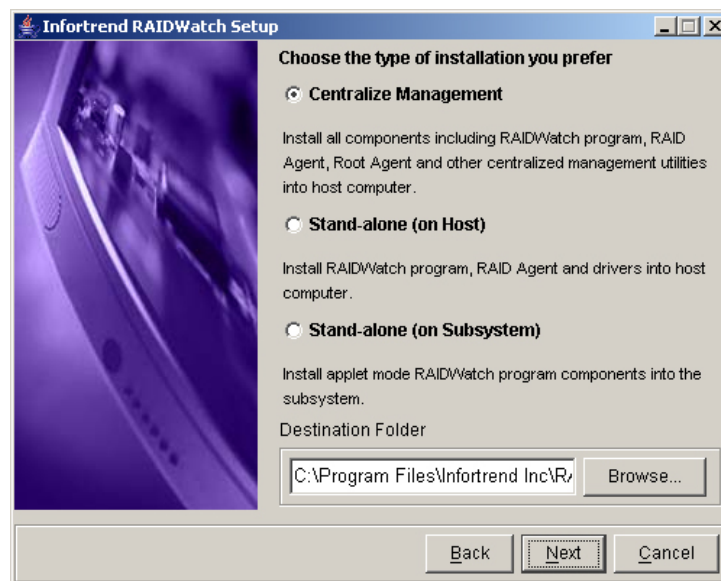 Infortrend RAIDWatch Setup
Choose the type of installation you prefer
Centralize Management
Install all components including RAIDWatch program, RAID
Agent, Root Agent and other centralized management utilities
into host computer.
Stand-alone (on Host)
Install RAIDWatch program, RAID Agent and drivers into host
computer.
Stand-alone (on Subsystem)
Install applet mode RAIDWatch program components into the
subsystem.
Destination Folder
C:\Program Files\Infortrend Inc\RA
Browse...
Back Next Cancel